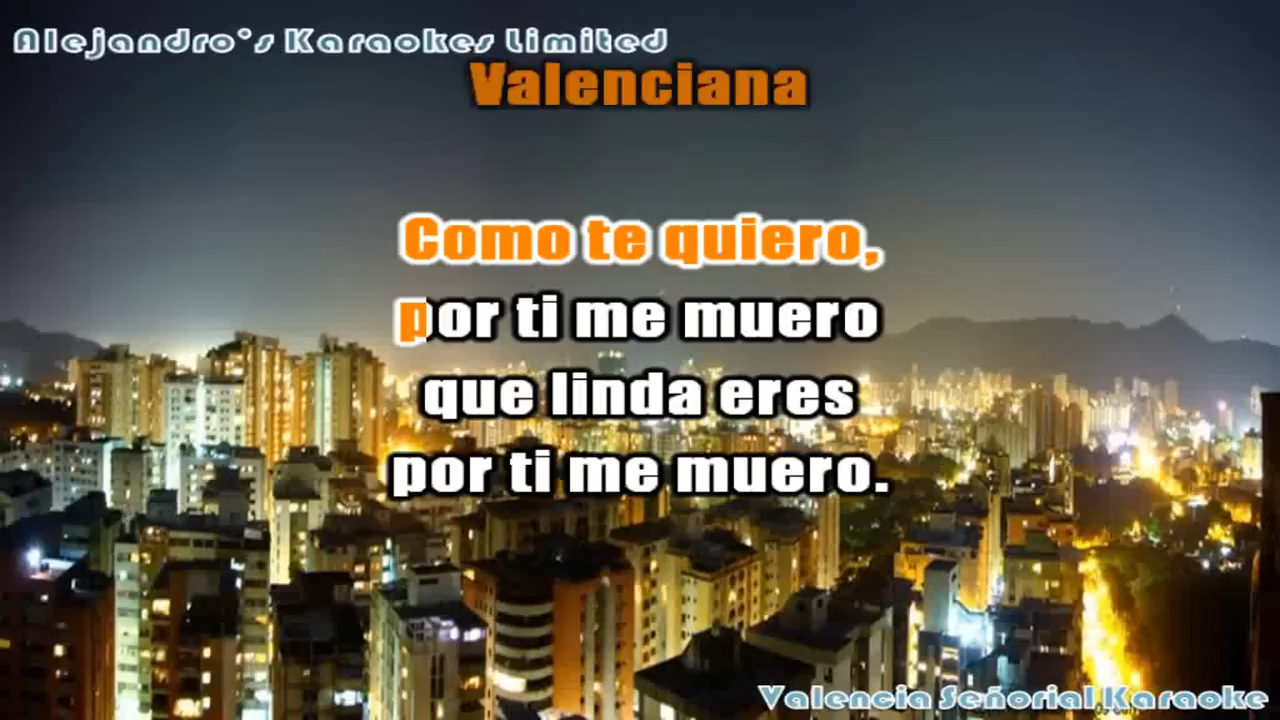 Alejandro's Karaokes Limited
Valenciana
Como te quiero,
por ti me muero
que linda eres
por ti me muero.
Valencia Señorial Karaoke